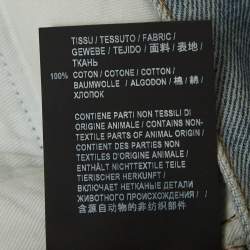 TISSU / TESSUTO / FABRIC /
GEWEBE / TEJIDO / 面料 / 表地 /
ТКАНЬ
100% COTON / COTONE / COTTON /
BAUMWOLLE / ALGODON / 棉 / 綿 /
ХЛОПОК
CONTIENE PARTI NON TESSILI DI
ORIGINE ANIMALE / CONTAINS NON-
TEXTILE PARTS OF ANIMAL ORIGIN /
CONTIENT DES PARTIES NON
TEXTILES D'ORIGINE ANIMALE /
ENTHÄLT NICHTTEXTILE TEILE
TIERISCHER HERKUNFT /
ВКЛЮЧАЕТ НЕТКАНЫЕ ДЕТАЛИ
ЖИВОТНОГО ПРОИСХОЖДЕНИЯ /
含源自动物的非纺织部分